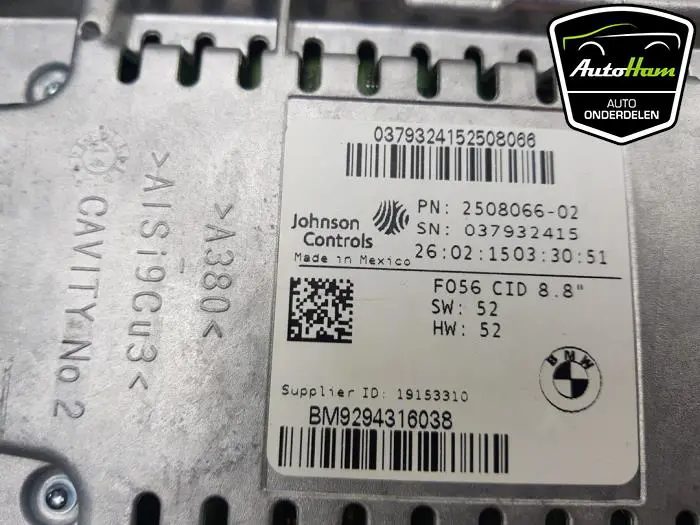 AutoHam
AUTO
ONDERDELEN
0379324152508066
Johnson
Controls
PN: 2508066-02
SN: 037932415
Made in Mexico
26:02:1503:30:51
F056 CID 8.8"
SW: 52
HW: 52
BMW
Supplier ID: 19153310
BM9294316038
>A380<
>AlSi9Cu3<
CAVITY No 2